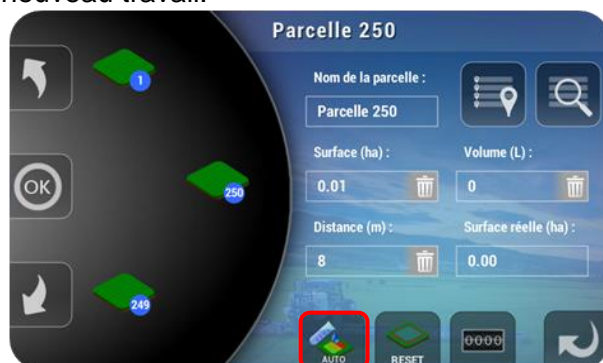 nouveau travail.
Parcelle 250
Nom de la parcelle :
Parcelle 250
Surface (ha) :
Volume (L) :
0.01
0
Distance (m) :
Surface réelle (ha) :
8
0.00
1
OK
250
249
AUTO
RESET
0000